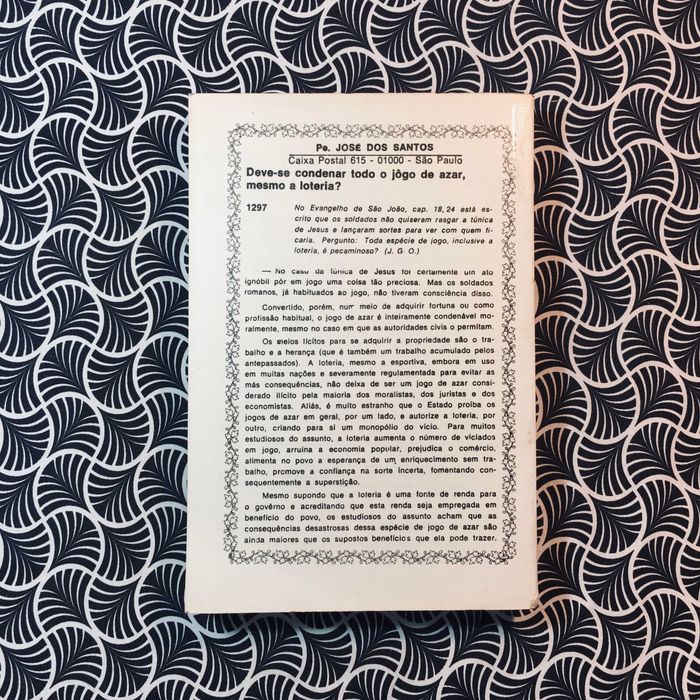 Pe. JOSÉ DOS SANTOS
Caixa Postal 615 - 01000 - São Paulo
Deve-se condenar todo o jôgo de azar,
mesmo a loteria?
1297 No Evangelho de São João, cap. 18, 24 está es-
crito que os soldados não quiseram rasgar a túnica
de Jesus e lançaram sortes para ver com quem fi-
caria. Pergunto: Toda espécie de jogo, inclusive a
loteria, é pecaminoso? (J. G O.)
— No caso da túnica de Jesus foi certamente um ato
ignóbil pôr em jogo uma coisa tão preciosa. Mas os soldados
romanos, já habituados ao jogo, não tiveram consciência disso.
Convertido, porém, num meio de adquirir fortuna ou como
profissão habitual, o jogo de azar é inteiramente condenável mo-
ralmente, mesmo no caso em que as autoridades civis o permitam.
Os meios lícitos para se adquirir a propriedade são o tra-
balho e a herança (que é também um trabalho acumulado pelos
antepassados). A loteria, mesmo a esportiva, embora em uso
em muitas nações e severamente regulamentada para evitar as
más consequências, não deixa de ser um jogo de azar consi-
derado ilícito pela maioria dos moralistas, dos juristas e dos
economistas. Aliás, é muito estranho que o Estado proíba os
jogos de azar em geral, por um lado, e autorize a loteria, por
outro, criando para si um monopólio do vício. Para muitos
estudiosos do assunto, a loteria aumenta o número de viciados
em jogo, arruina a economia popular, prejudica o comércio,
alimenta no povo a esperança de um enriquecimento sem tra-
balho, promove a confiança na sorte incerta, fomentando con-
sequentemente a superstição.
Mesmo supondo que a loteria é uma fonte de renda para
o govêrno e acreditando que esta renda seja empregada em
benefício do povo, os estudiosos do assunto acham que as
consequências desastrosas dessa espécie de jogo de azar são
ainda maiores que os supostos benefícios que ela pode trazer.